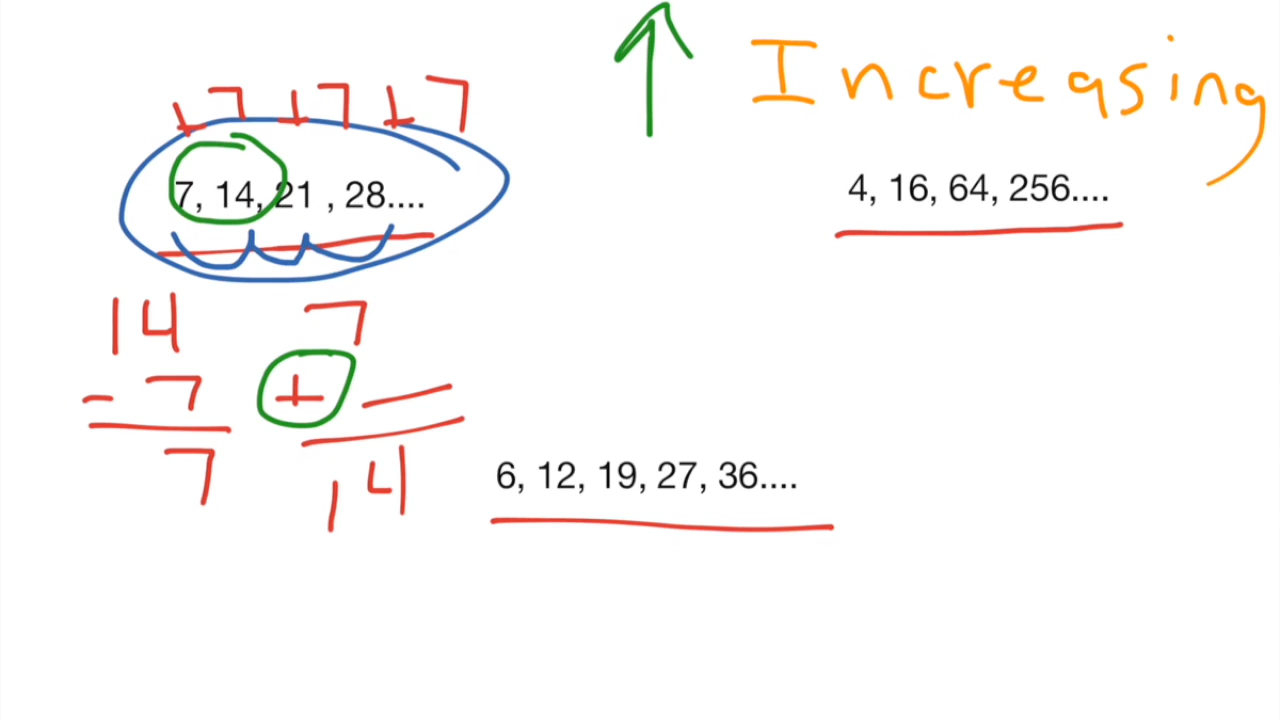 Increasing
+7 +7 +7
7, 14, 21 , 28....
4, 16, 64, 256....
14
- 7
7
7
+ __
14
6, 12, 19, 27, 36....